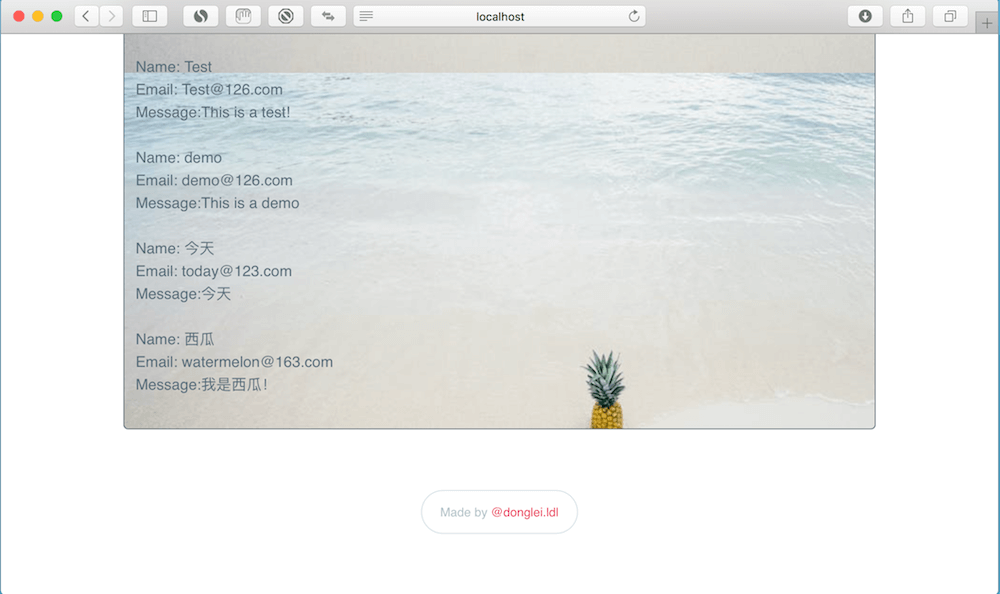 localhost
Name: Test
Email: Test@126.com
Message:This is a test!
Name: demo
Email: demo@126.com
Message:This is a demo
Name: 今天
Email: today@123.com
Message:今天
Name: 西瓜
Email: watermelon@163.com
Message:我是西瓜!
Made by @donglei.ldl